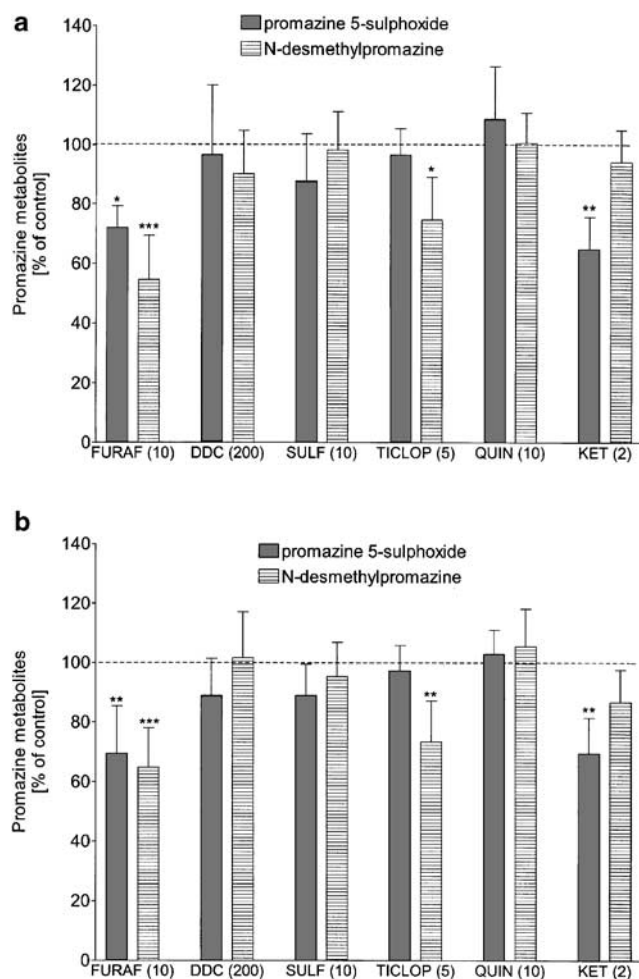 a
promazine 5-sulphoxide
N-desmethylpromazine
Promazine metabolites
[% of control]
140
120
100
80
60
40
20
0
*
***
*
**
FURAF (10) DDC (200) SULF (10) TICLOP (5) QUIN (10) KET (2)
b
promazine 5-sulphoxide
N-desmethylpromazine
Promazine metabolites
[% of control]
140
120
100
80
60
40
20
0
**
***
**
**
FURAF (10) DDC (200) SULF (10) TICLOP (5) QUIN (10) KET (2)